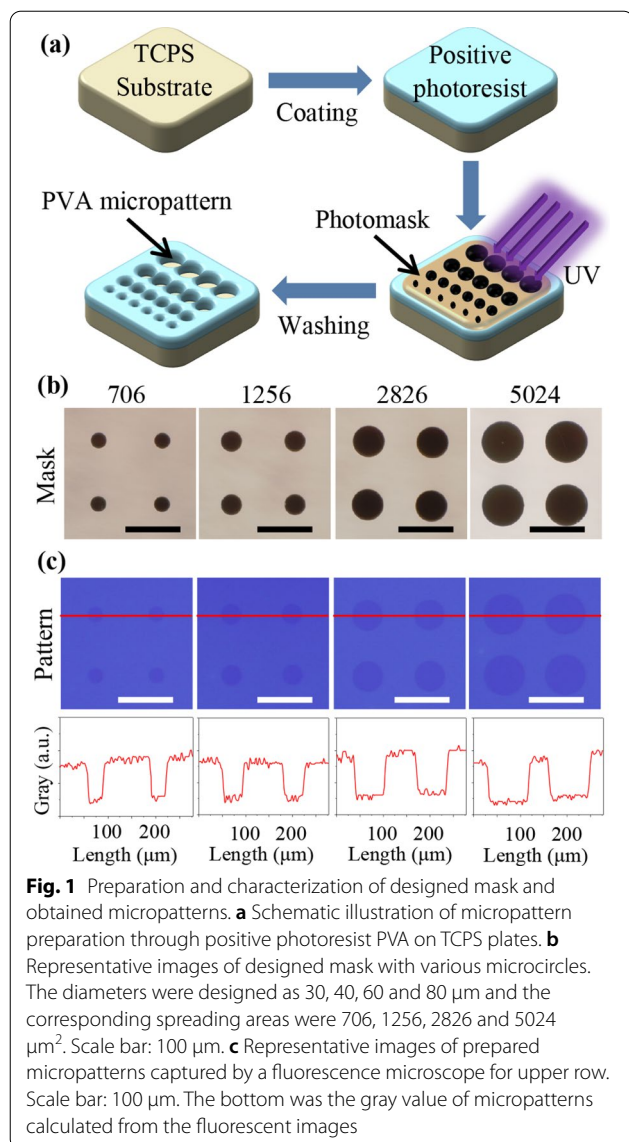 (a)
TCPS
Substrate
Coating
Positive
photoresist
PVA micropattern
Photomask
UV
Washing
(b)
706 1256 2826 5024
Mask
(c)
Pattern
Gray (a.u.)
100 200 100 200 100 200 100 200
Length (μm) Length (μm) Length (μm) Length (μm)
Fig. 1 Preparation and characterization of designed mask and
obtained micropatterns. a Schematic illustration of micropattern
preparation through positive photoresist PVA on TCPS plates. b
Representative images of designed mask with various microcircles.
The diameters were designed as 30, 40, 60 and 80 μm and the
corresponding spreading areas were 706, 1256, 2826 and 5024
μm². Scale bar: 100 μm. c Representative images of prepared
micropatterns captured by a fluorescence microscope for upper row.
Scale bar: 100 μm. The bottom was the gray value of micropatterns
calculated from the fluorescent images